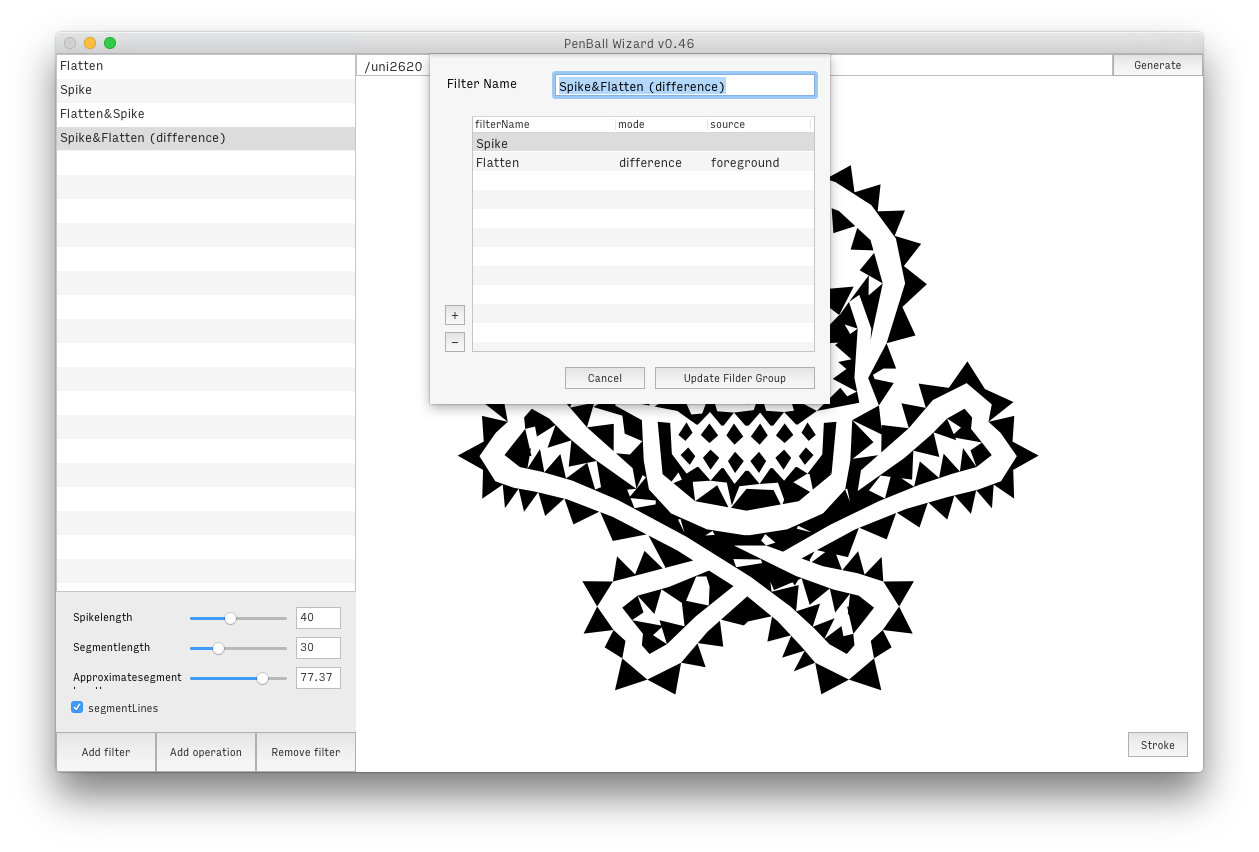 PenBall Wizard v0.46
Flatten
Spike
Flatten&Spike
Spike&Flatten (difference)
/uni2620
Generate
Filter Name
Spike&Flatten (difference)
filterName mode source
Spike
Flatten difference foreground
+
−
Cancel
Update Filder Group
Spikelength 40
Segmentlength 30
Approximatesegment 77.37
segmentLines
Add filter
Add operation
Remove filter
Stroke